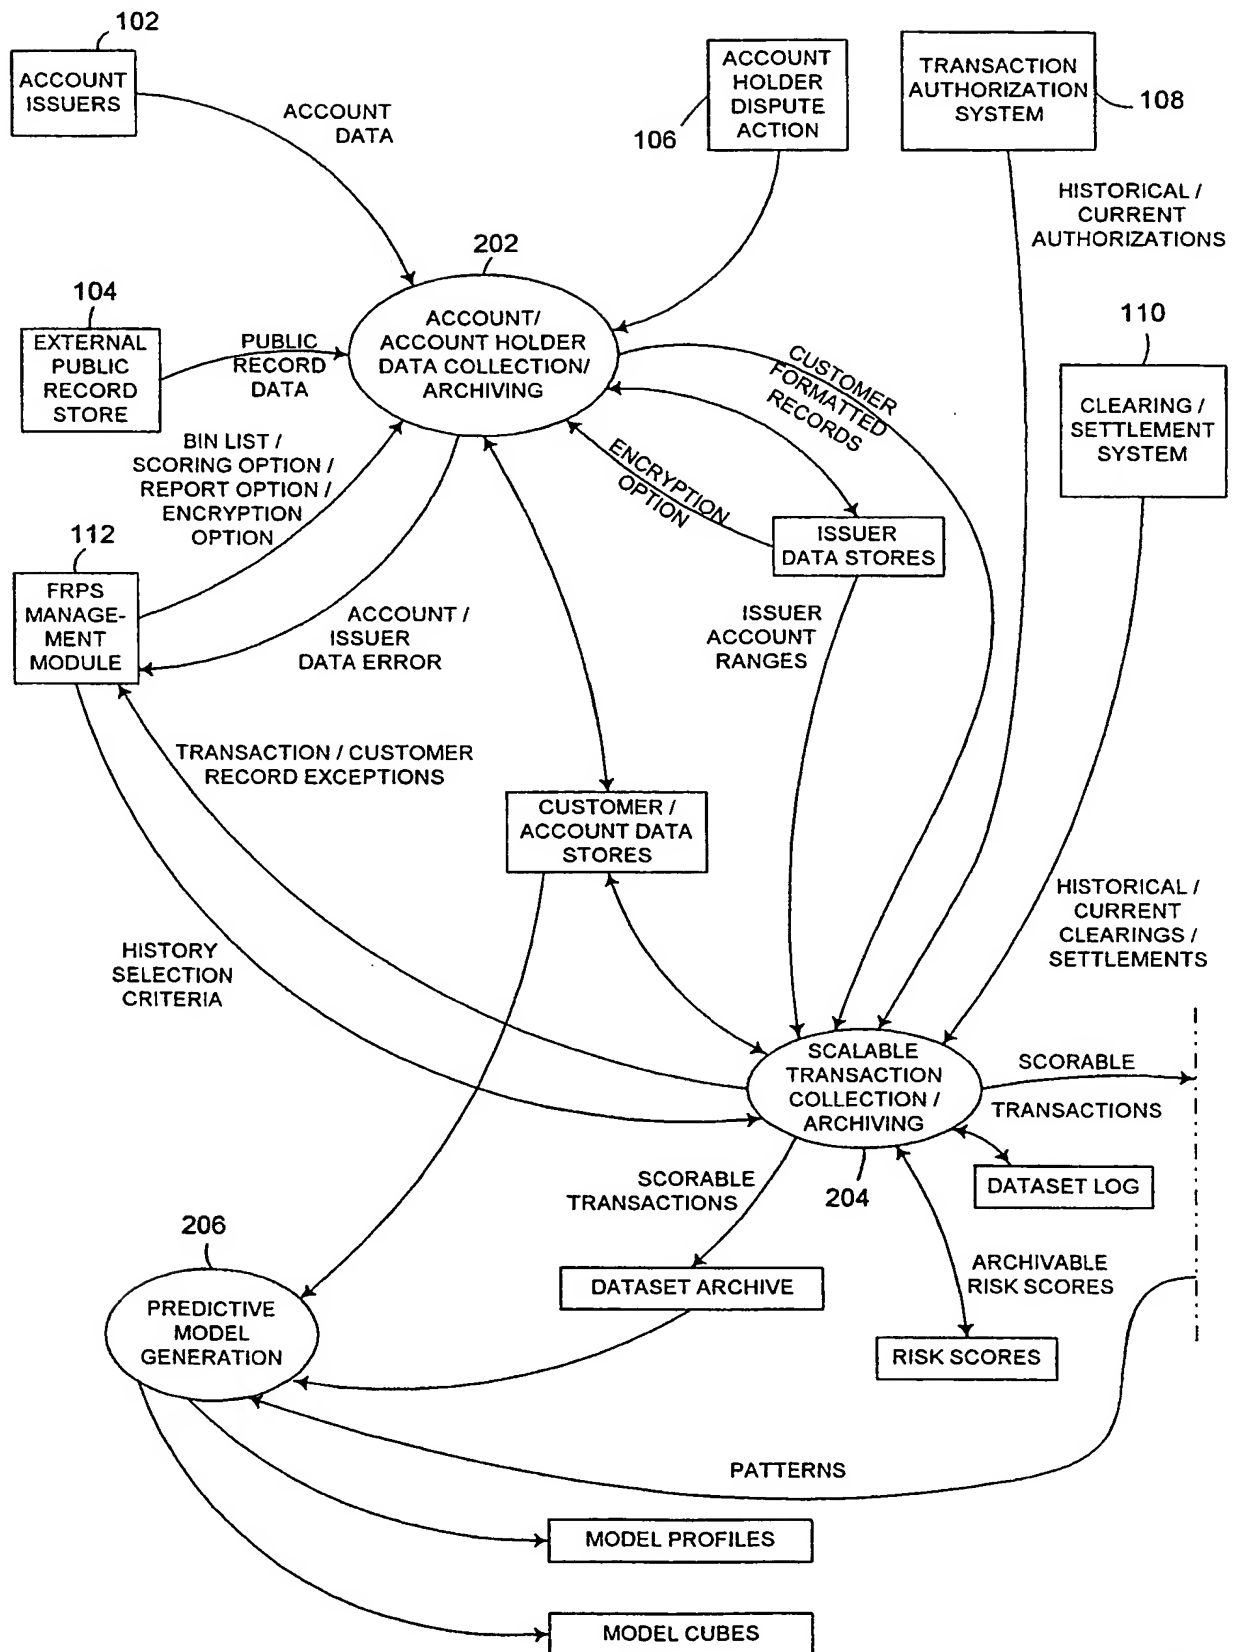 102
ACCOUNT
ISSUERS
ACCOUNT
DATA
106
ACCOUNT
HOLDER
DISPUTE
ACTION
TRANSACTION
AUTHORIZATION
SYSTEM
108
HISTORICAL /
CURRENT
AUTHORIZATIONS
202
ACCOUNT/
ACCOUNT HOLDER
DATA COLLECTION/
ARCHIVING
104
EXTERNAL
PUBLIC
RECORD
STORE
PUBLIC
RECORD
DATA
110
CLEARING /
SETTLEMENT
SYSTEM
CUSTOMER
FORMATTED
RECORDS
ENCRYPTION
OPTION
BIN LIST /
SCORING OPTION /
REPORT OPTION /
ENCRYPTION
OPTION
ISSUER
DATA STORES
112
FRPS
MANAGE-
MENT
MODULE
ACCOUNT /
ISSUER
DATA ERROR
ISSUER
ACCOUNT
RANGES
TRANSACTION / CUSTOMER
RECORD EXCEPTIONS
CUSTOMER /
ACCOUNT DATA
STORES
HISTORICAL /
CURRENT
CLEARINGS /
SETTLEMENTS
HISTORY
SELECTION
CRITERIA
SCALABLE
TRANSACTION
COLLECTION /
ARCHIVING
204
SCORABLE
TRANSACTIONS
DATASET LOG
SCORABLE
TRANSACTIONS
ARCHIVABLE
RISK SCORES
206
PREDICTIVE
MODEL
GENERATION
DATASET ARCHIVE
RISK SCORES
PATTERNS
MODEL PROFILES
MODEL CUBES